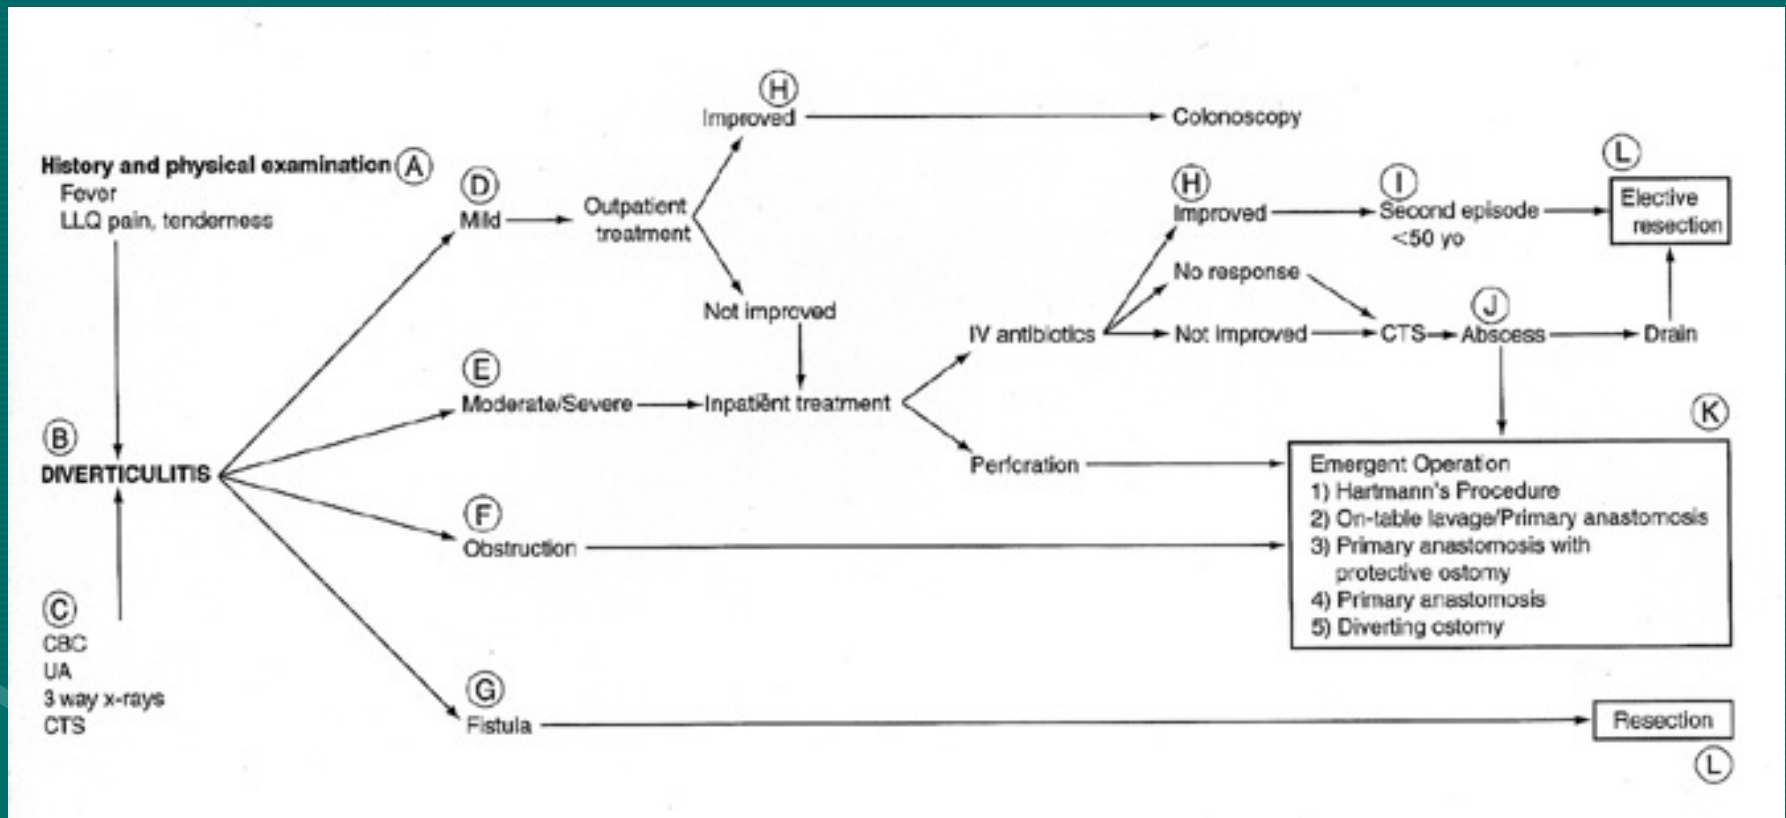 History and physical examination A
Fever
LLQ pain, tenderness
B
DIVERTICULITIS
C
CBC
UA
3 way x-rays
CTS
D
Mild
Outpatient
treatment
H
Improved
Colonoscopy
Not improved
E
Moderate/Severe
Inpatient treatment
IV antibiotics
H
Improved
I
Second episode
<50 yo
L
Elective
resection
No response
Not Improved
CTS
J
Abscess
Drain
Perforation
K
Emergent Operation
1) Hartmann's Procedure
2) On-table lavage/Primary anastomosis
3) Primary anastomosis with
protective ostomy
4) Primary anastomosis
5) Diverting ostomy
F
Obstruction
G
Fistula
Resection
L